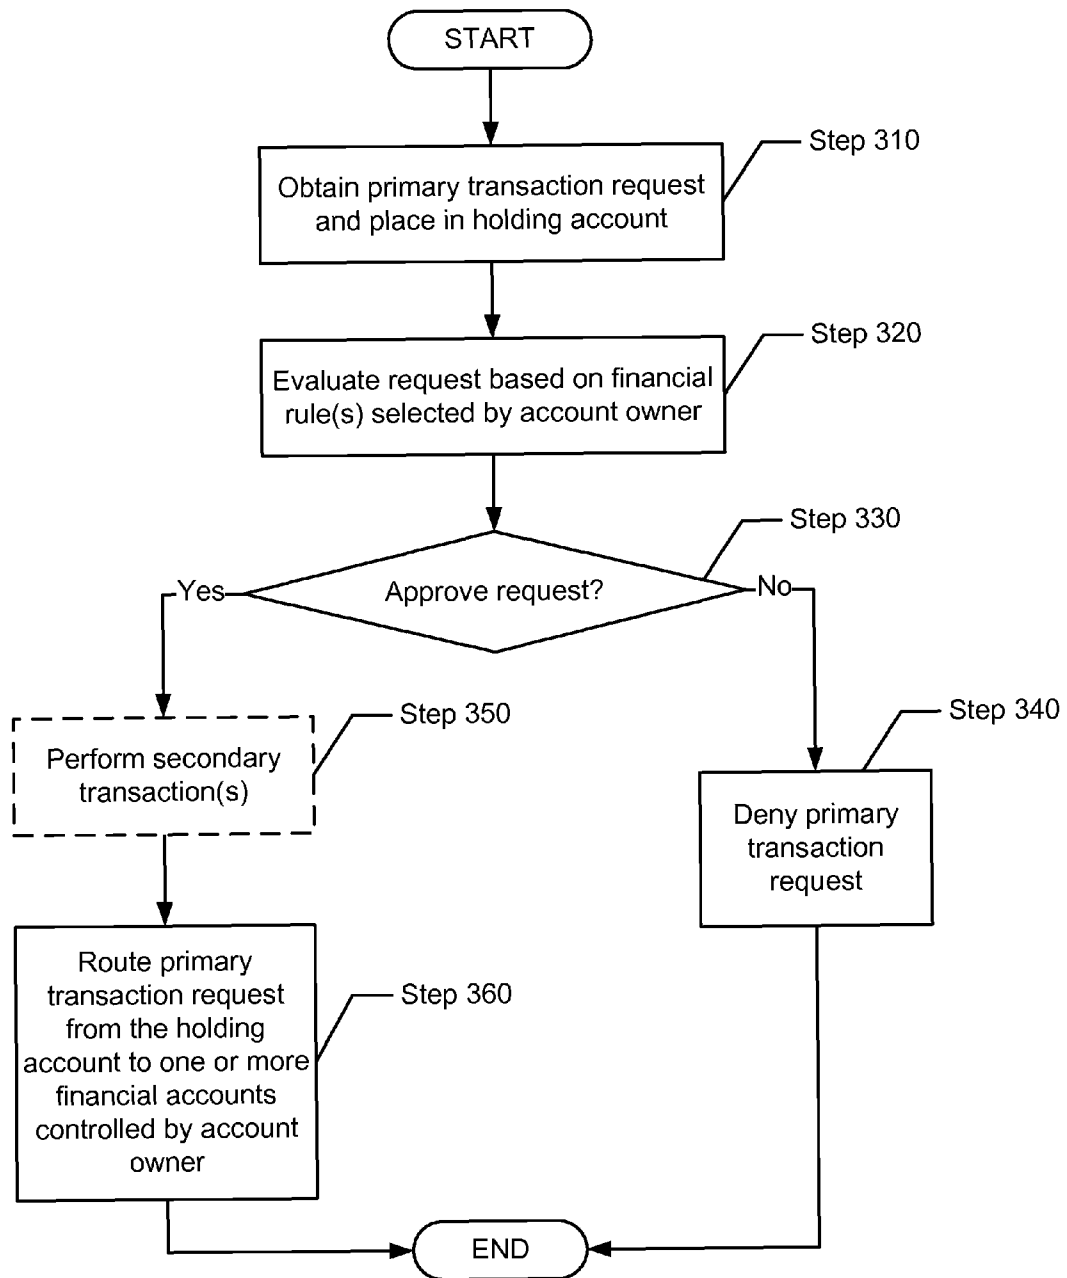 START
Step 310
Obtain primary transaction request
and place in holding account
Step 320
Evaluate request based on financial
rule(s) selected by account owner
Step 330
Approve request?
Yes
No
Step 350
Perform secondary
transaction(s)
Step 340
Deny primary
transaction
request
Step 360
Route primary
transaction request
from the holding
account to one or more
financial accounts
controlled by account
owner
END